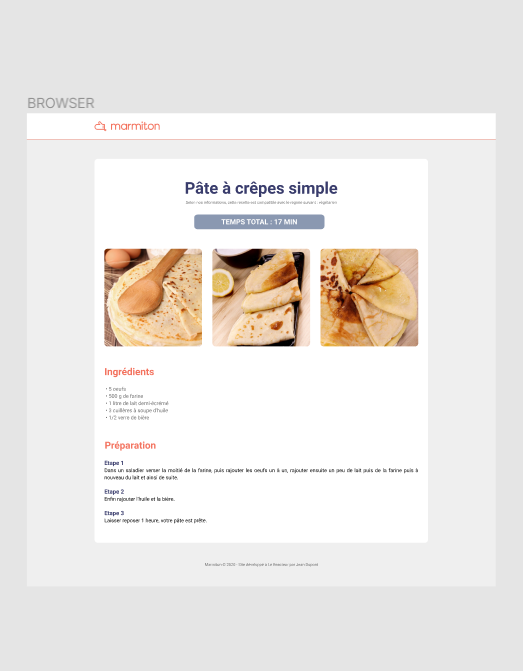 BROWSER
marmiton
Pâte à crêpes simple
Selon nos informations, cette recette est compatible avec le régime suivant : végétarien
TEMPS TOTAL : 17 MIN
Ingrédients
• 5 oeufs
• 500 g de farine
• 1 litre de lait demi-écrémé
• 3 cuillères à soupe d'huile
• 1/2 verre de bière
Préparation
Etape 1
Dans un saladier verser la moitié de la farine, puis rajouter les oeufs un à un, rajouter ensuite un peu de lait puis de la farine puis à
nouveau du lait et ainsi de suite.
Etape 2
Enfin rajouter l'huile et la bière.
Etape 3
Laisser reposer 1 heure, votre pâte est prête.
Marmiton © 2020 - Site développé à Le Reacteur par